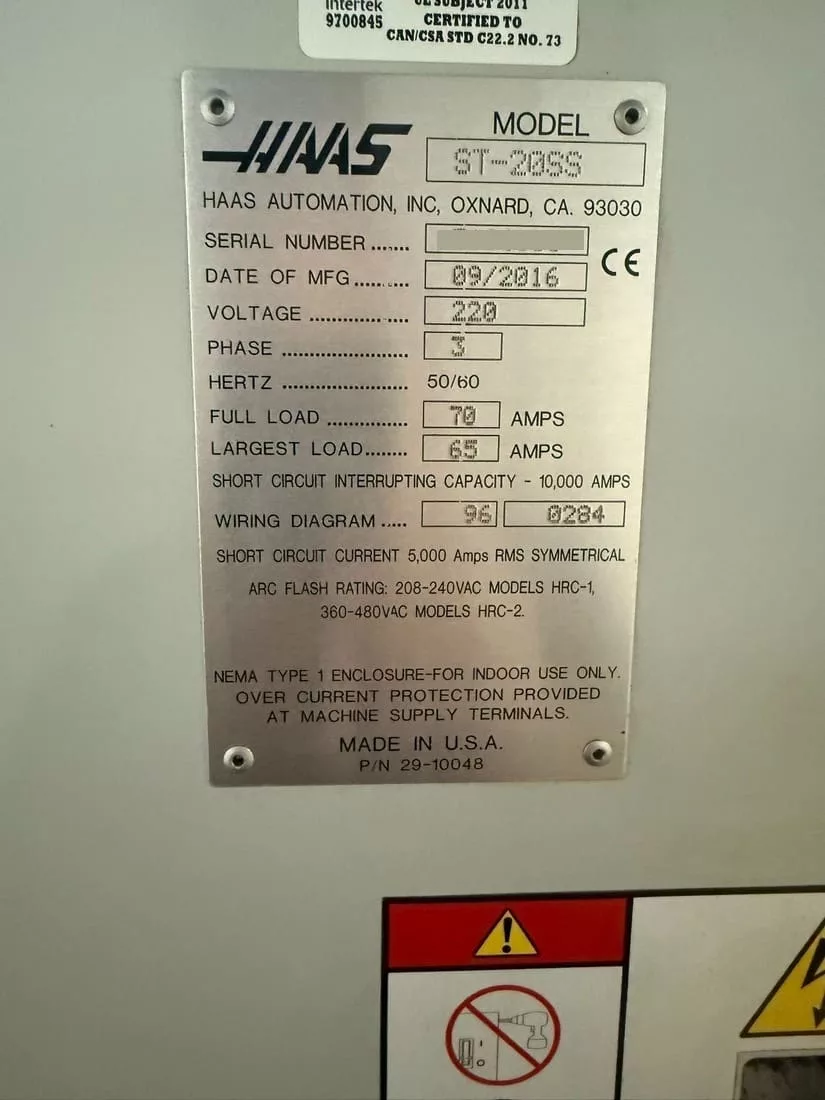 Intertek
9700845
UL SUBJECT 2011
CERTIFIED TO
CAN/CSA STD C22.2 NO. 73
HAAS
MODEL
ST-20SS
HAAS AUTOMATION, INC, OXNARD, CA. 93030
SERIAL NUMBER .......
CE
DATE OF MFG.......... 09/2016
VOLTAGE .................. 220
PHASE ....................... 3
HERTZ ....................... 50/60
FULL LOAD ............... 70 AMPS
LARGEST LOAD........ 65 AMPS
SHORT CIRCUIT INTERRUPTING CAPACITY - 10,000 AMPS
WIRING DIAGRAM ..... 96 0284
SHORT CIRCUIT CURRENT 5,000 Amps RMS SYMMETRICAL
ARC FLASH RATING: 208-240VAC MODELS HRC-1,
360-480VAC MODELS HRC-2.
NEMA TYPE 1 ENCLOSURE-FOR INDOOR USE ONLY.
OVER CURRENT PROTECTION PROVIDED
AT MACHINE SUPPLY TERMINALS.
MADE IN U.S.A.
P/N 29-10048